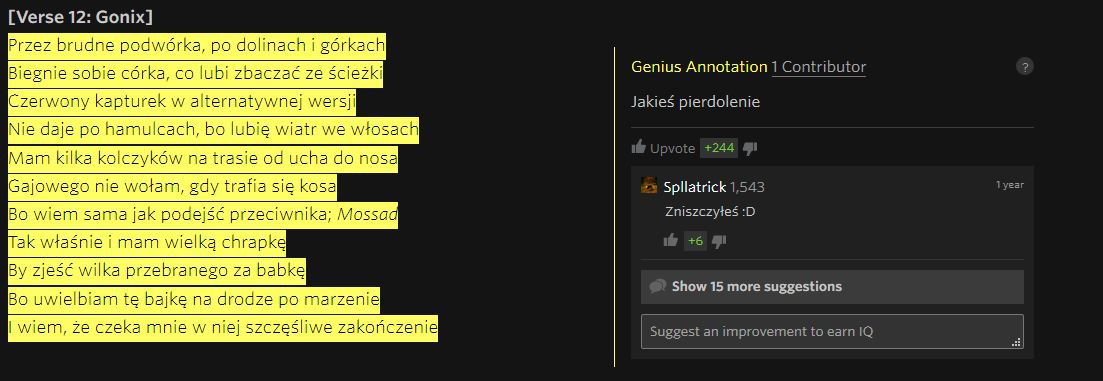 [Verse 12: Gonix]
Przez brudne podwórka, po dolinach i górkach
Biegnie sobie córka, co lubi zbaczać ze ścieżki
Czerwony kapturek w alternatywnej wersji
Nie daje po hamulcach, bo lubię wiatr we włosach
Mam kilka kolczyków na trasie od ucha do nosa
Gajowego nie wołam, gdy trafia się kosa
Bo wiem sama jak podejść przeciwnika; Mossad
Tak właśnie i mam wielką chrapkę
By zjeść wilka przebranego za babkę
Bo uwielbiam tę bajkę na drodze po marzenie
I wiem, że czeka mnie w niej szczęśliwe zakończenie
Genius Annotation 1 Contributor
?
Jakieś pierdolenie
Upvote +244
Spllatrick 1,543
1 year
Zniszczyłeś :D
+6
Show 15 more suggestions
Suggest an improvement to earn IQ